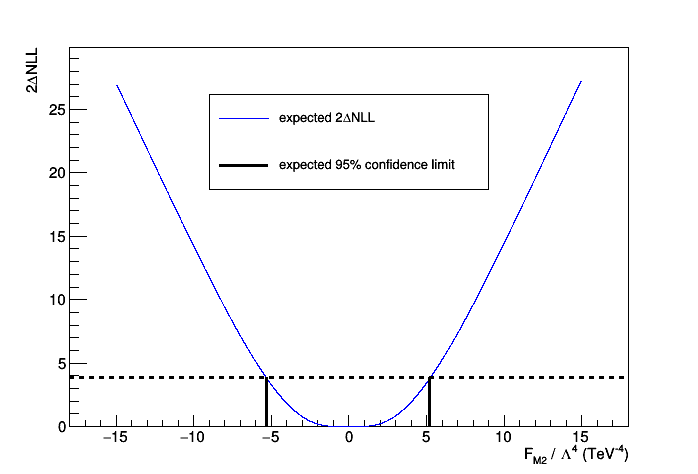 2ΔNLL
expected 2ΔNLL
expected 95% confidence limit
25
20
15
10
5
0
−15 −10 −5 0 5 10 15
F_M2 / Λ^4 (TeV^-4)